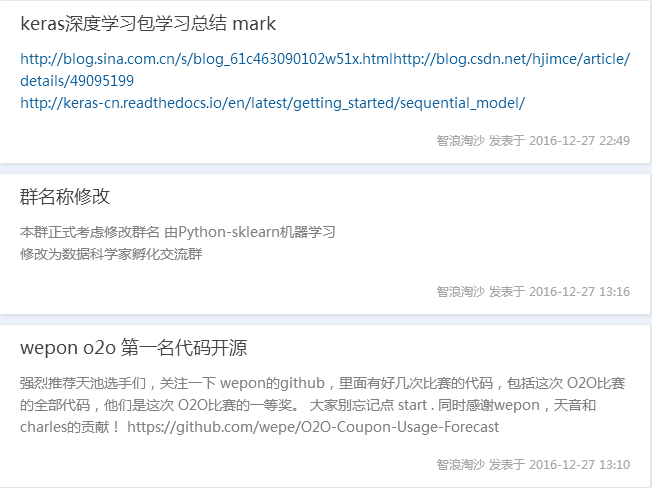 keras深度学习包学习总结 mark
http://blog.sina.com.cn/s/blog_61c463090102w51x.htmlhttp://blog.csdn.net/hjimce/article/
details/49095199
http://keras-cn.readthedocs.io/en/latest/getting_started/sequential_model/
智浪淘沙 发表于 2016-12-27 22:49
群名称修改
本群正式考虑修改群名 由Python-sklearn机器学习
修改为数据科学家孵化交流群
智浪淘沙 发表于 2016-12-27 13:16
wepon o2o 第一名代码开源
强烈推荐天池选手们，关注一下 wepon的github，里面有好几次比赛的代码，包括这次 O2O比赛
的全部代码，他们是这次 O2O比赛的一等奖。 大家别忘记点 start . 同时感谢wepon，天音和
charles的贡献！ https://github.com/wepe/O2O-Coupon-Usage-Forecast
智浪淘沙 发表于 2016-12-27 13:10